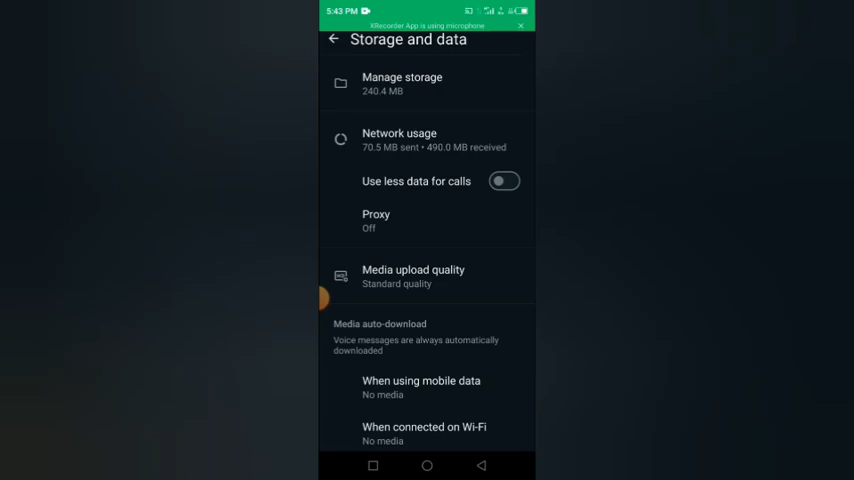 5:43 PM
XRecorder App is using microphone
Storage and data
Manage storage
240.4 MB
Network usage
70.5 MB sent • 490.0 MB received
Use less data for calls
Proxy
Off
Media upload quality
Standard quality
Media auto-download
Voice messages are always automatically
downloaded
When using mobile data
No media
When connected on Wi-Fi
No media